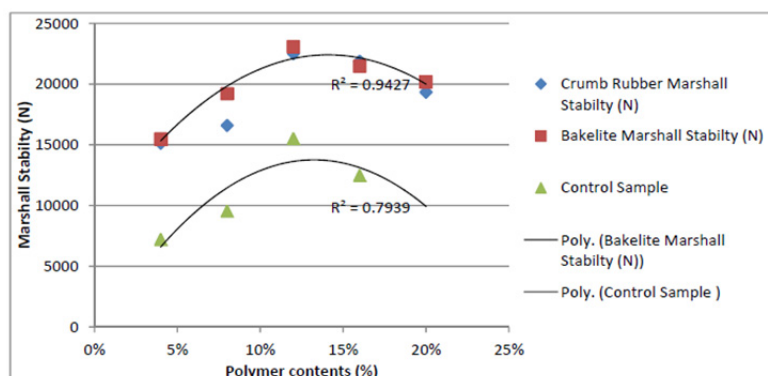 25000
20000
15000
10000
5000
0
Marshall Stabilty (N)
R² = 0.9427
R² = 0.7939
0% 5% 10% 15% 20% 25%
Polymer contents (%)
Crumb Rubber Marshall
Stabilty (N)
Bakelite Marshall Stabilty (N)
Control Sample
Poly. (Bakelite Marshall
Stabilty (N))
Poly. (Control Sample )